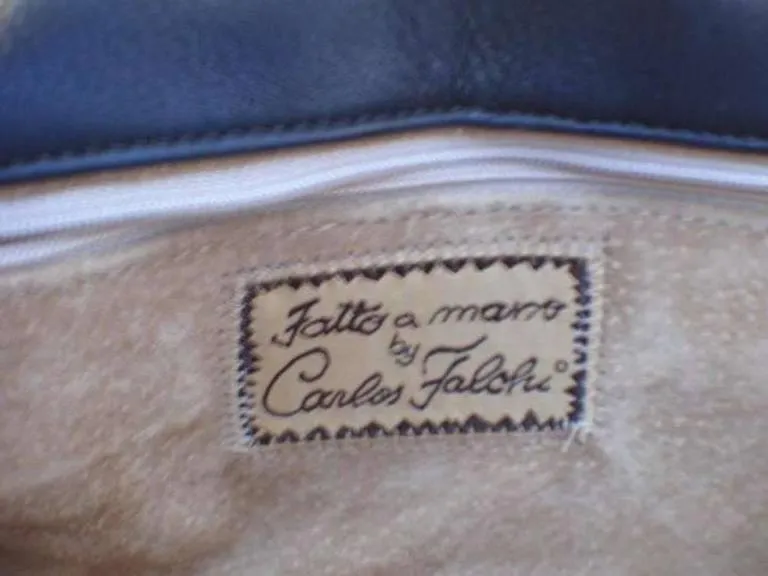 Fatto a mano
by
Carlos Falchi